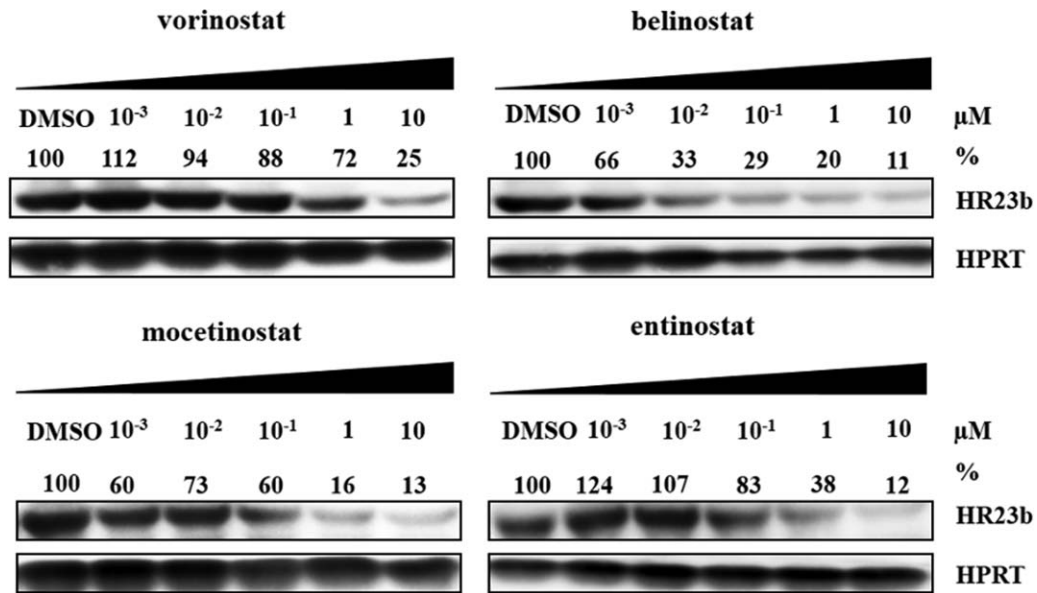 vorinostat
DMSO 10⁻³ 10⁻² 10⁻¹ 1 10
100 112 94 88 72 25
belinostat
DMSO 10⁻³ 10⁻² 10⁻¹ 1 10 µM
100 66 33 29 20 11 %
HR23b
HPRT
mocetinostat
DMSO 10⁻³ 10⁻² 10⁻¹ 1 10
100 60 73 60 16 13
entinostat
DMSO 10⁻³ 10⁻² 10⁻¹ 1 10 µM
%
100 124 107 83 38 12
HR23b
HPRT